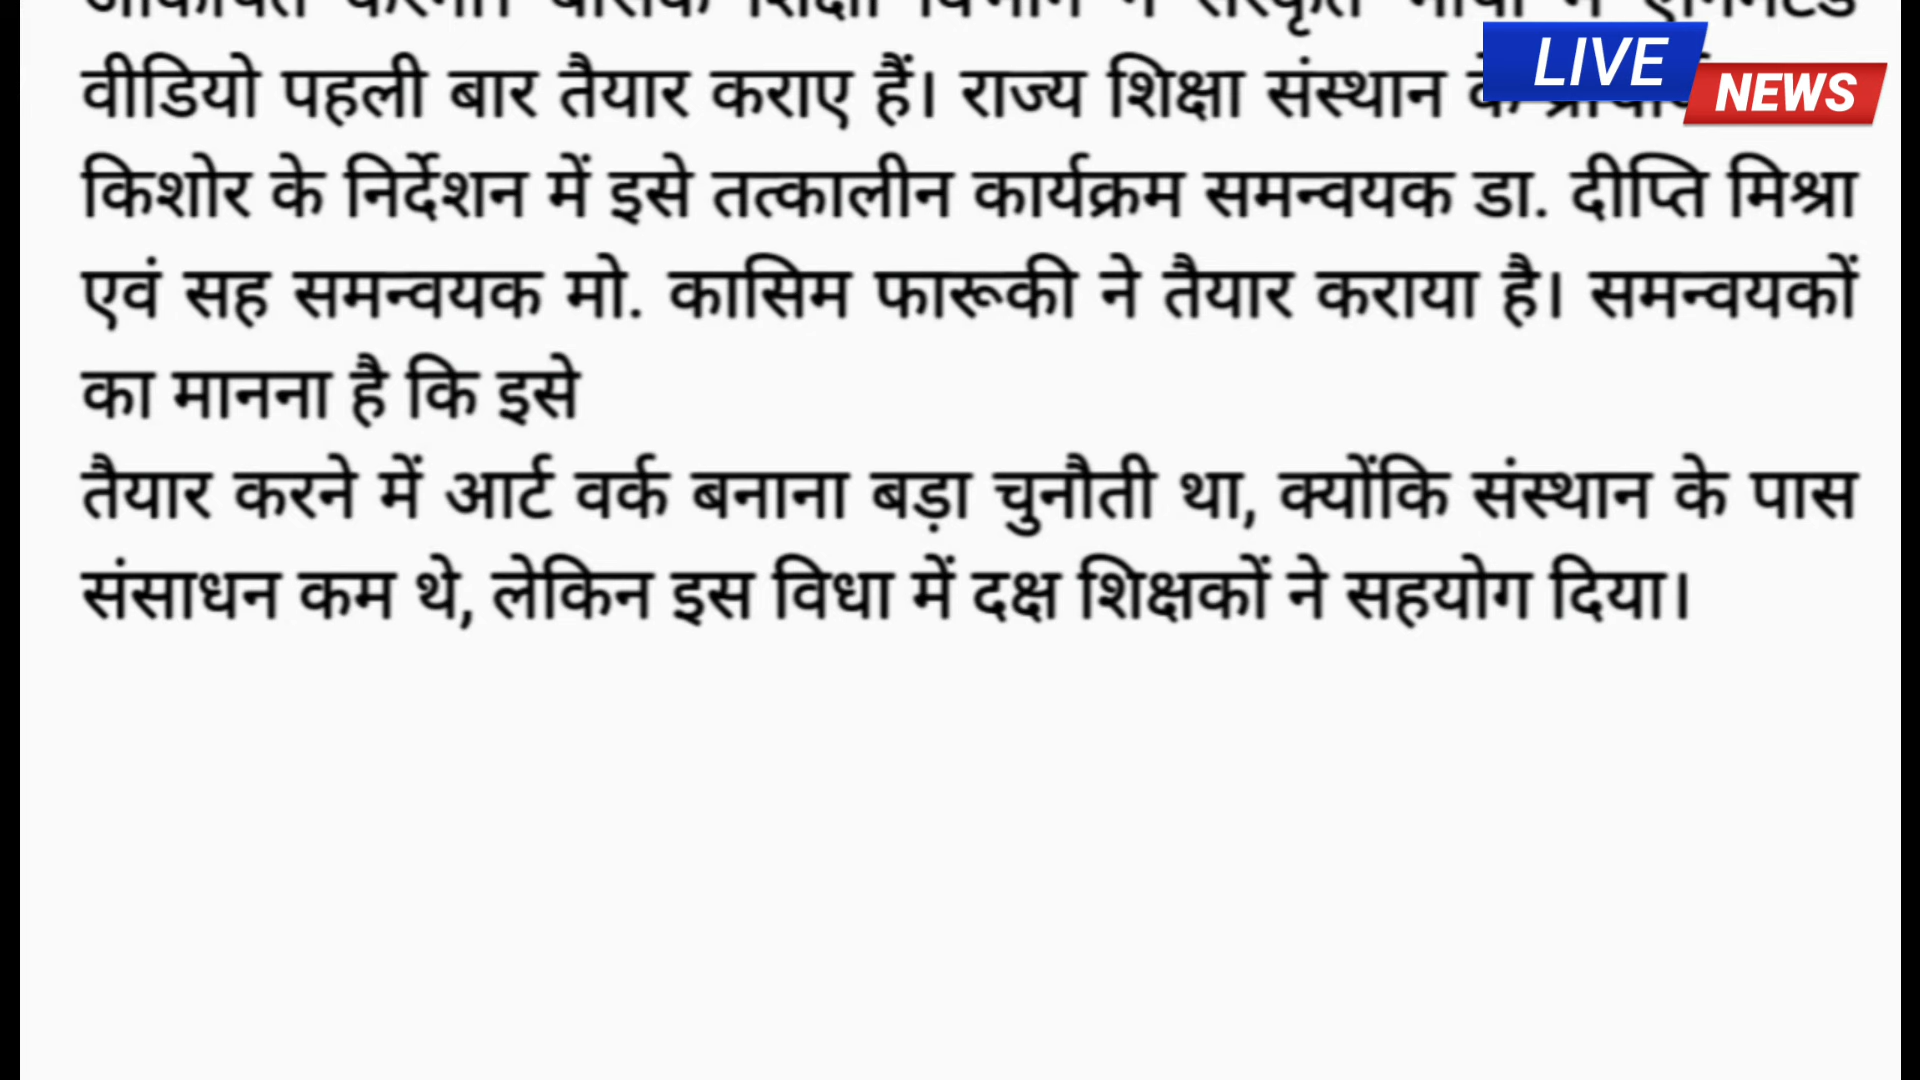 वीडियो पहली बार तैयार कराए हैं। राज्य शिक्षा संस्थान के
LIVE
NEWS
किशोर के निर्देशन में इसे तत्कालीन कार्यक्रम समन्वयक डा. दीप्ति मिश्रा
एवं सह समन्वयक मो. कासिम फारूकी ने तैयार कराया है। समन्वयकों
का मानना है कि इसे
तैयार करने में आर्ट वर्क बनाना बड़ा चुनौती था, क्योंकि संस्थान के पास
संसाधन कम थे, लेकिन इस विधा में दक्ष शिक्षकों ने सहयोग दिया।